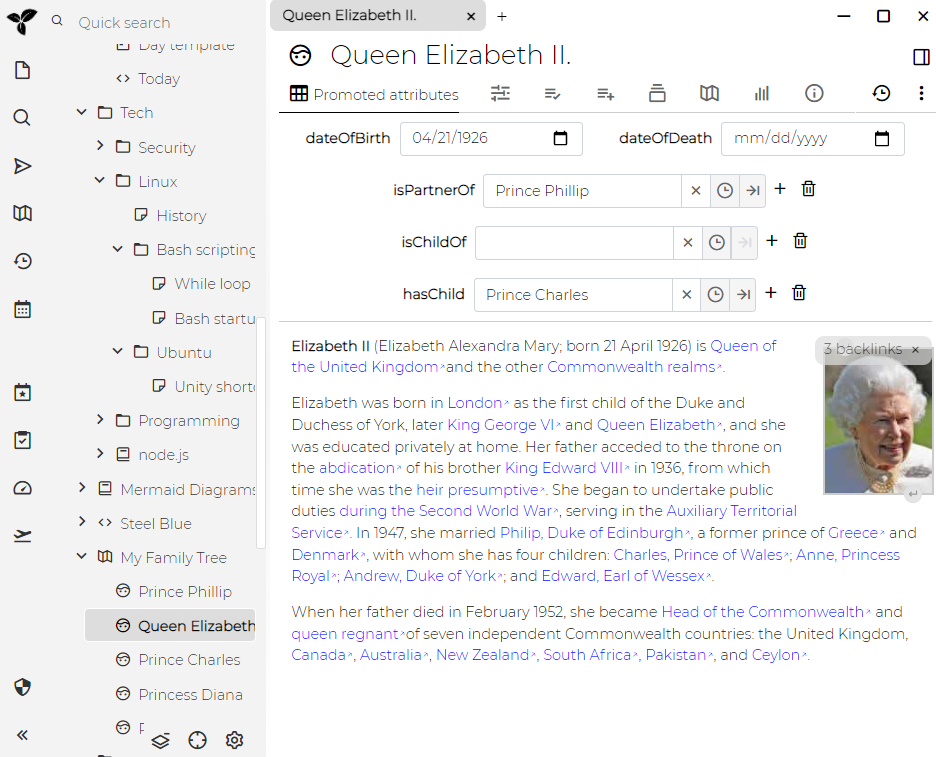 Queen Elizabeth II.
Quick search
Queen Elizabeth II.
Day template
Today
Tech
Security
Linux
History
Bash scripting
While loop
Bash startu
Ubuntu
Unity shortc
Programming
node.js
Mermaid Diagrams
Steel Blue
My Family Tree
Prince Phillip
Queen Elizabeth
Prince Charles
Princess Diana
Promoted attributes
dateOfBirth 04/21/1926 dateOfDeath mm/dd/yyyy
isPartnerOf Prince Phillip
isChildOf
hasChild Prince Charles
3 backlinks
Elizabeth II (Elizabeth Alexandra Mary; born 21 April 1926) is Queen of
the United Kingdom and the other Commonwealth realms.
Elizabeth was born in London as the first child of the Duke and
Duchess of York, later King George VI and Queen Elizabeth, and she
was educated privately at home. Her father acceded to the throne on
the abdication of his brother King Edward VIII in 1936, from which
time she was the heir presumptive. She began to undertake public
duties during the Second World War, serving in the Auxiliary Territorial
Service. In 1947, she married Philip, Duke of Edinburgh, a former prince of Greece and
Denmark, with whom she has four children: Charles, Prince of Wales; Anne, Princess
Royal; Andrew, Duke of York; and Edward, Earl of Wessex.
When her father died in February 1952, she became Head of the Commonwealth and
queen regnant of seven independent Commonwealth countries: the United Kingdom,
Canada, Australia, New Zealand, South Africa, Pakistan, and Ceylon.